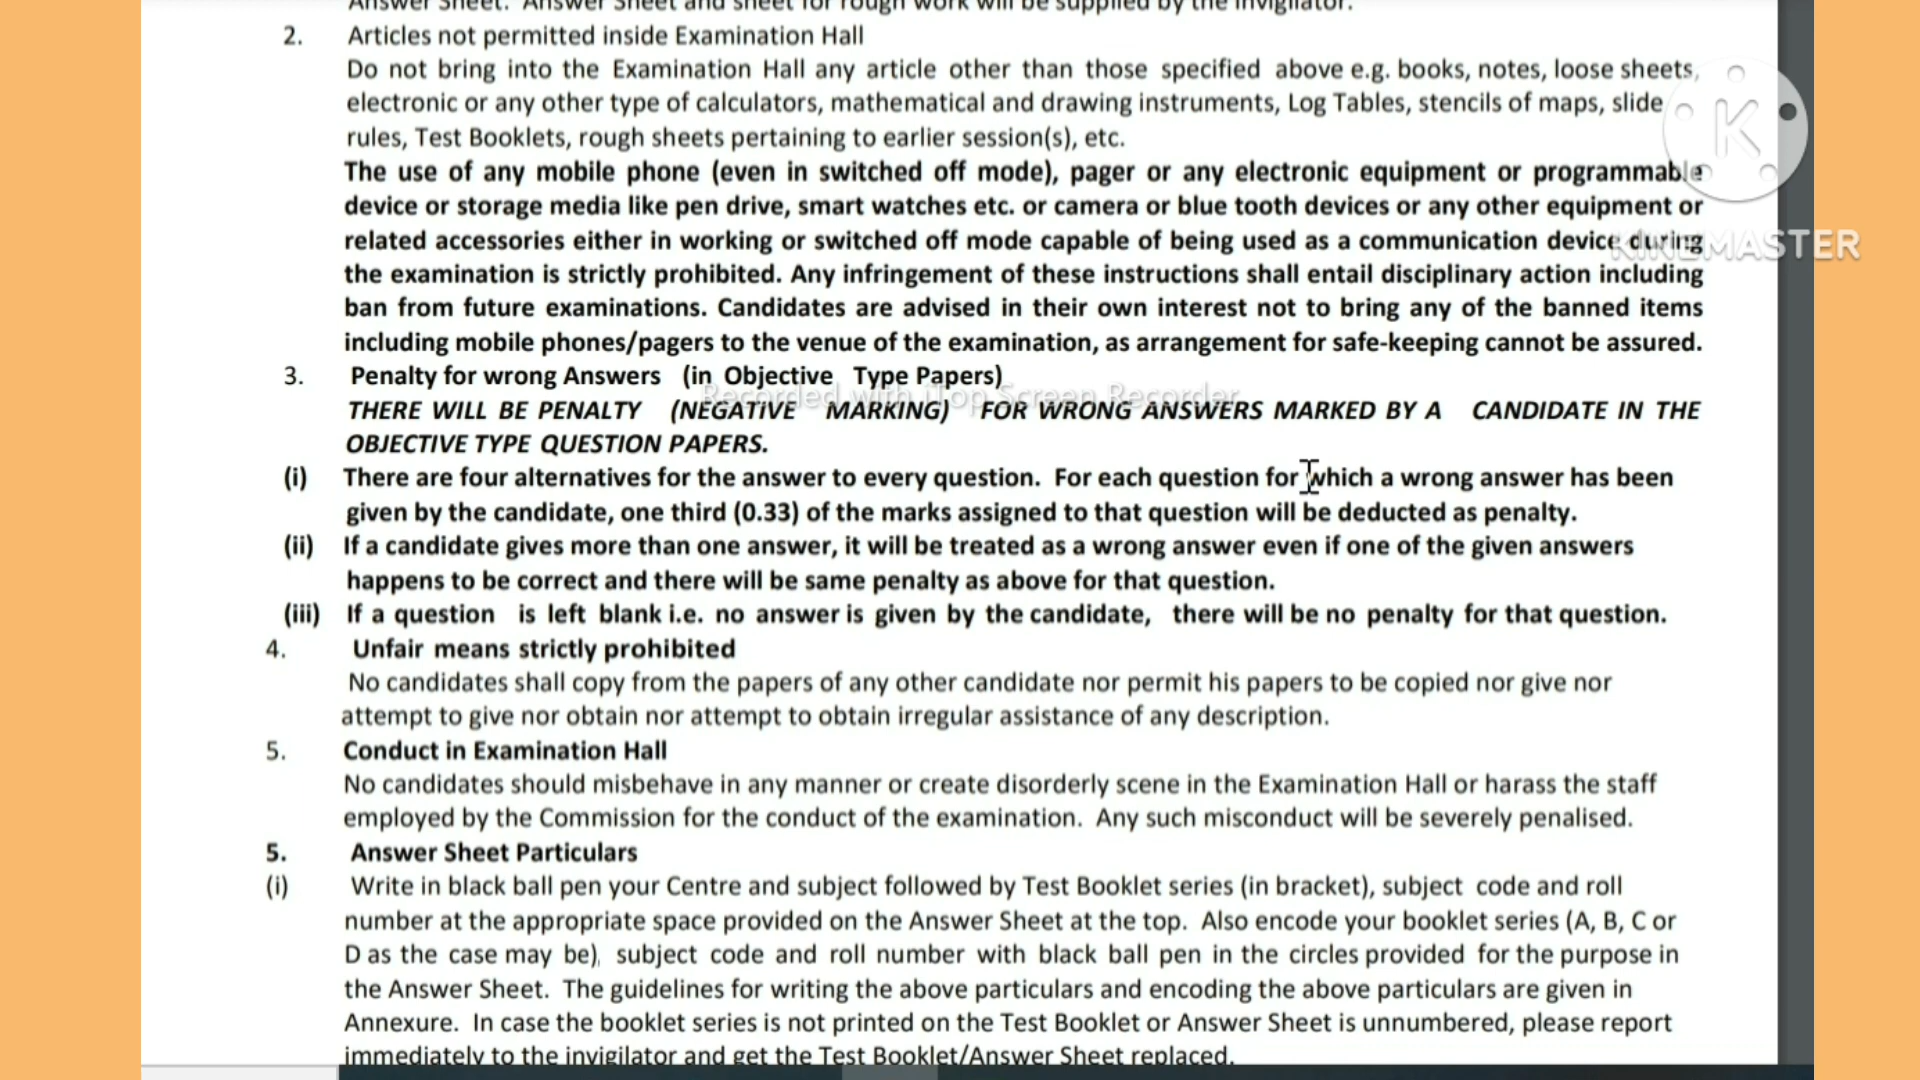 Answer Sheet. Answer Sheet and sheet for rough work will be supplied by the Invigilator.
2. Articles not permitted inside Examination Hall
Do not bring into the Examination Hall any article other than those specified above e.g. books, notes, loose sheets,
electronic or any other type of calculators, mathematical and drawing instruments, Log Tables, stencils of maps, slide
rules, Test Booklets, rough sheets pertaining to earlier session(s), etc.
K
The use of any mobile phone (even in switched off mode), pager or any electronic equipment or programmable
device or storage media like pen drive, smart watches etc. or camera or blue tooth devices or any other equipment or
related accessories either in working or switched off mode capable of being used as a communication device during
KINEMASTER
the examination is strictly prohibited. Any infringement of these instructions shall entail disciplinary action including
ban from future examinations. Candidates are advised in their own interest not to bring any of the banned items
including mobile phones/pagers to the venue of the examination, as arrangement for safe-keeping cannot be assured.
3. Penalty for wrong Answers (in Objective Type Papers)
Recorded with iTop Screen Recorder
THERE WILL BE PENALTY (NEGATIVE MARKING) FOR WRONG ANSWERS MARKED BY A CANDIDATE IN THE
OBJECTIVE TYPE QUESTION PAPERS.
(i) There are four alternatives for the answer to every question. For each question for which a wrong answer has been
given by the candidate, one third (0.33) of the marks assigned to that question will be deducted as penalty.
(ii) If a candidate gives more than one answer, it will be treated as a wrong answer even if one of the given answers
happens to be correct and there will be same penalty as above for that question.
(iii) If a question is left blank i.e. no answer is given by the candidate, there will be no penalty for that question.
4. Unfair means strictly prohibited
No candidates shall copy from the papers of any other candidate nor permit his papers to be copied nor give nor
attempt to give nor obtain nor attempt to obtain irregular assistance of any description.
5. Conduct in Examination Hall
No candidates should misbehave in any manner or create disorderly scene in the Examination Hall or harass the staff
employed by the Commission for the conduct of the examination. Any such misconduct will be severely penalised.
5. Answer Sheet Particulars
(i) Write in black ball pen your Centre and subject followed by Test Booklet series (in bracket), subject code and roll
number at the appropriate space provided on the Answer Sheet at the top. Also encode your booklet series (A, B, C or
D as the case may be), subject code and roll number with black ball pen in the circles provided for the purpose in
the Answer Sheet. The guidelines for writing the above particulars and encoding the above particulars are given in
Annexure. In case the booklet series is not printed on the Test Booklet or Answer Sheet is unnumbered, please report
immediately to the invigilator and get the Test Booklet/Answer Sheet replaced.